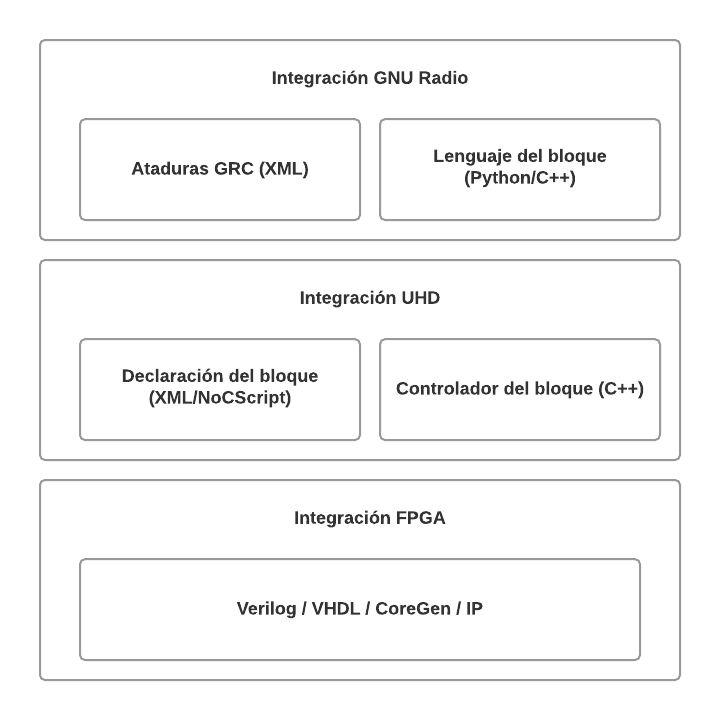 Integración GNU Radio
Ataduras GRC (XML)
Lenguaje del bloque
(Python/C++)
Integración UHD
Declaración del bloque
(XML/NoCScript)
Controlador del bloque (C++)
Integración FPGA
Verilog / VHDL / CoreGen / IP